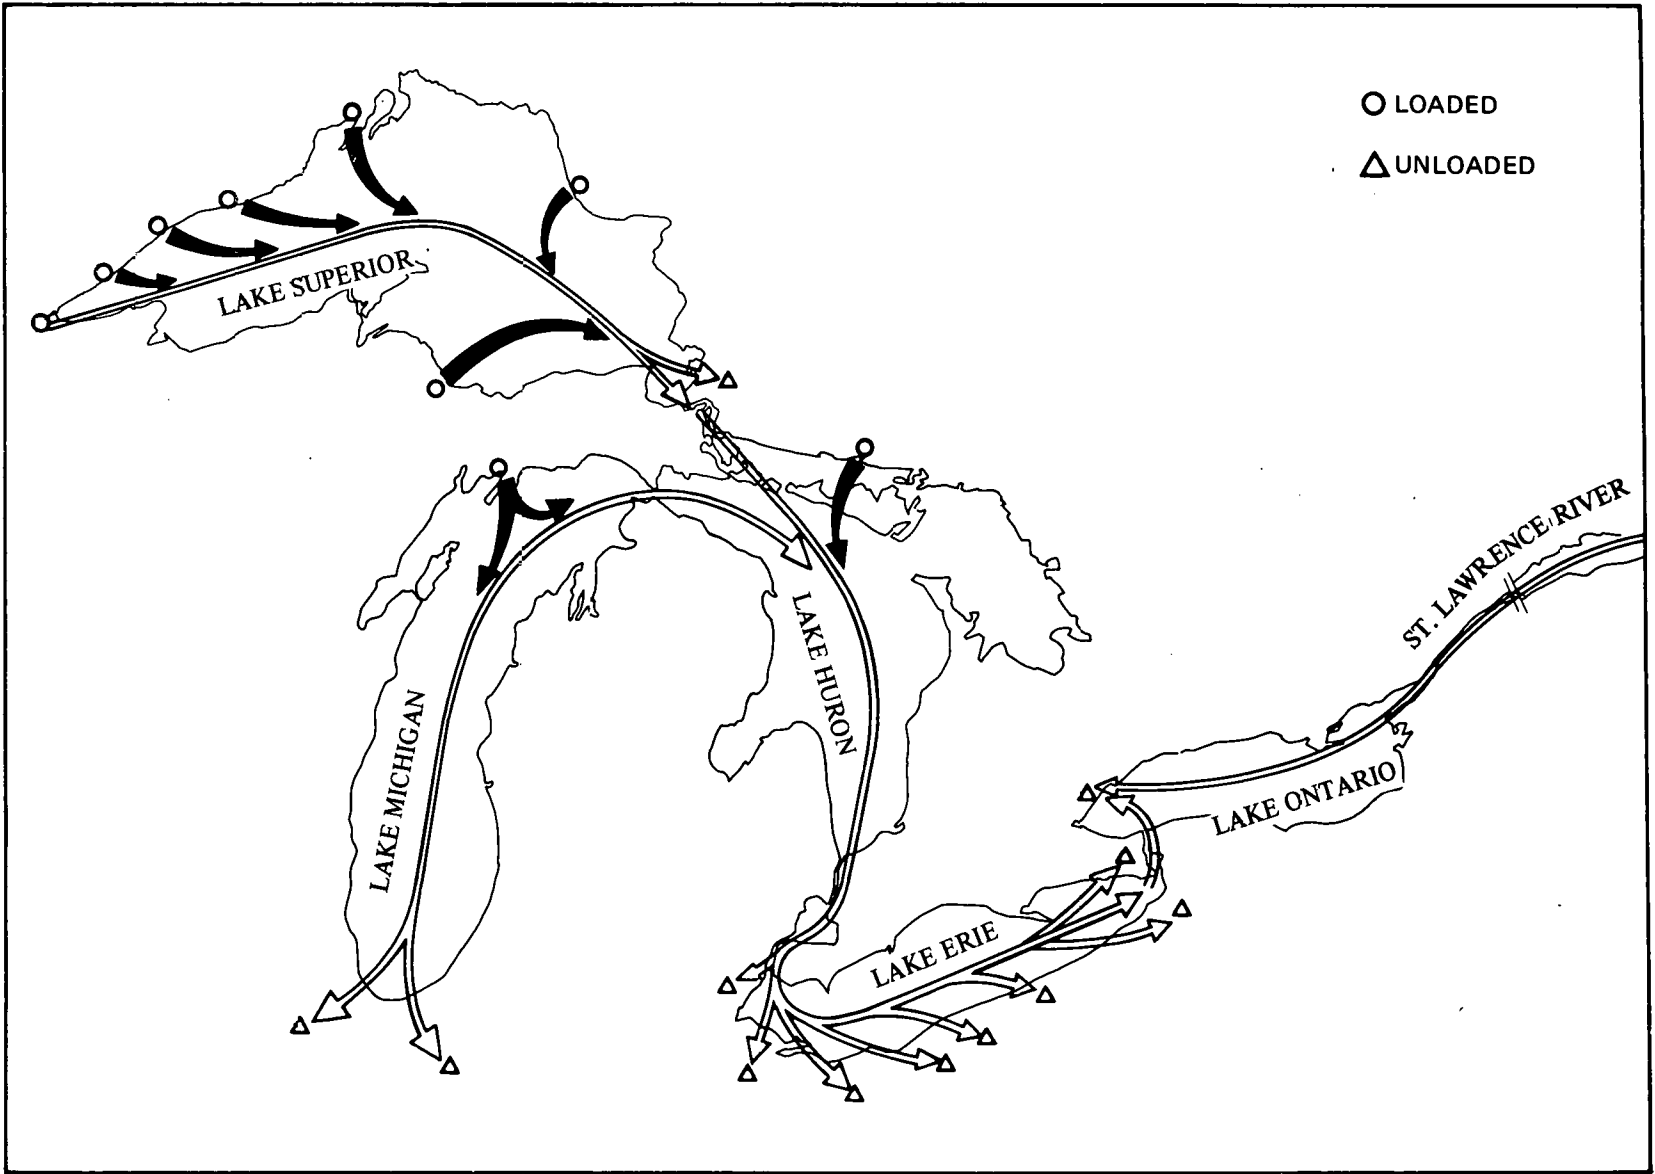 LOADED
UNLOADED
LAKE SUPERIOR
ST. LAWRENCE RIVER
LAKE HURON
LAKE MICHIGAN
LAKE ONTARIO
LAKE ERIE